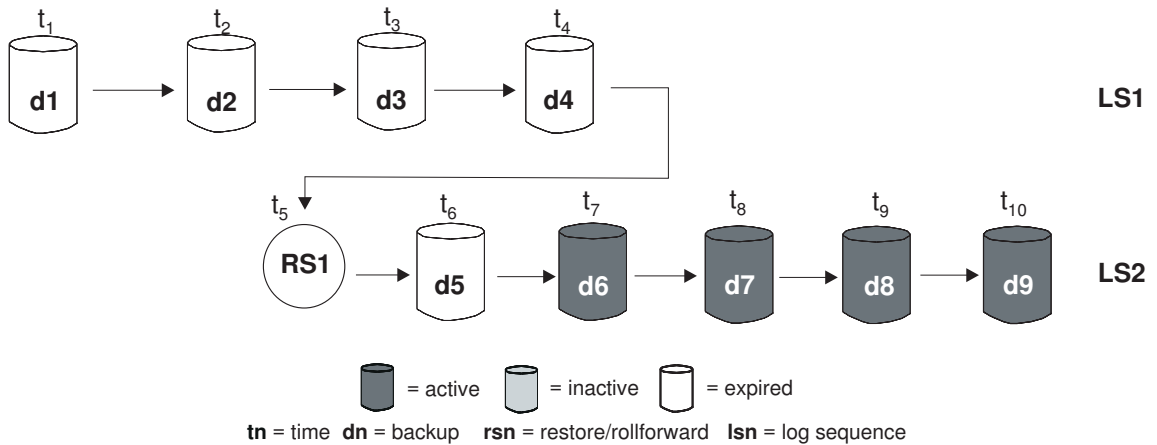 t1 t2 t3 t4
d1 d2 d3 d4 LS1
t5 t6 t7 t8 t9 t10
RS1 d5 d6 d7 d8 d9 LS2
= active = inactive = expired
tn = time dn = backup rsn = restore/rollforward lsn = log sequence